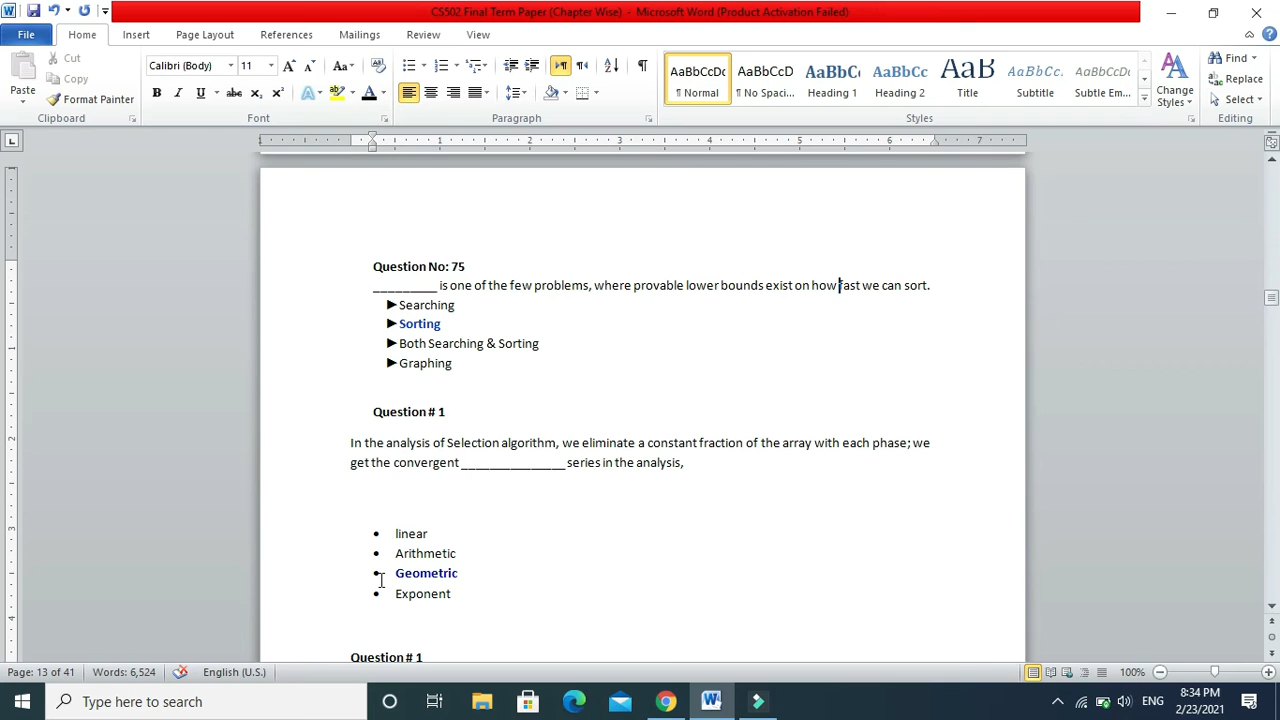 CS502 Final Term Paper (Chapter Wise) - Microsoft Word (Product Activation Failed)
File Home Insert Page Layout References Mailings Review View
Paste
Cut
Copy
Format Painter
Clipboard
Calibri (Body) 11
Font
Paragraph
AaBbCcDc
¶ Normal
AaBbCcD
¶ No Spaci...
AaBbCc
Heading 1
AaBbCc
Heading 2
AaB
Title
AaBbCc.
Subtitle
AaBbCcDc
Subtle Em...
Change
Styles
Styles
Find
Replace
Select
Editing
Question No: 75
_________ is one of the few problems, where provable lower bounds exist on how fast we can sort.
►Searching
►Sorting
►Both Searching & Sorting
►Graphing
Question # 1
In the analysis of Selection algorithm, we eliminate a constant fraction of the array with each phase; we
get the convergent _______________ series in the analysis,
• linear
• Arithmetic
• Geometric
• Exponent
Question # 1
Page: 13 of 41 Words: 6,524 English (U.S.) 100%
Type here to search
ENG
8:34 PM
2/23/2021